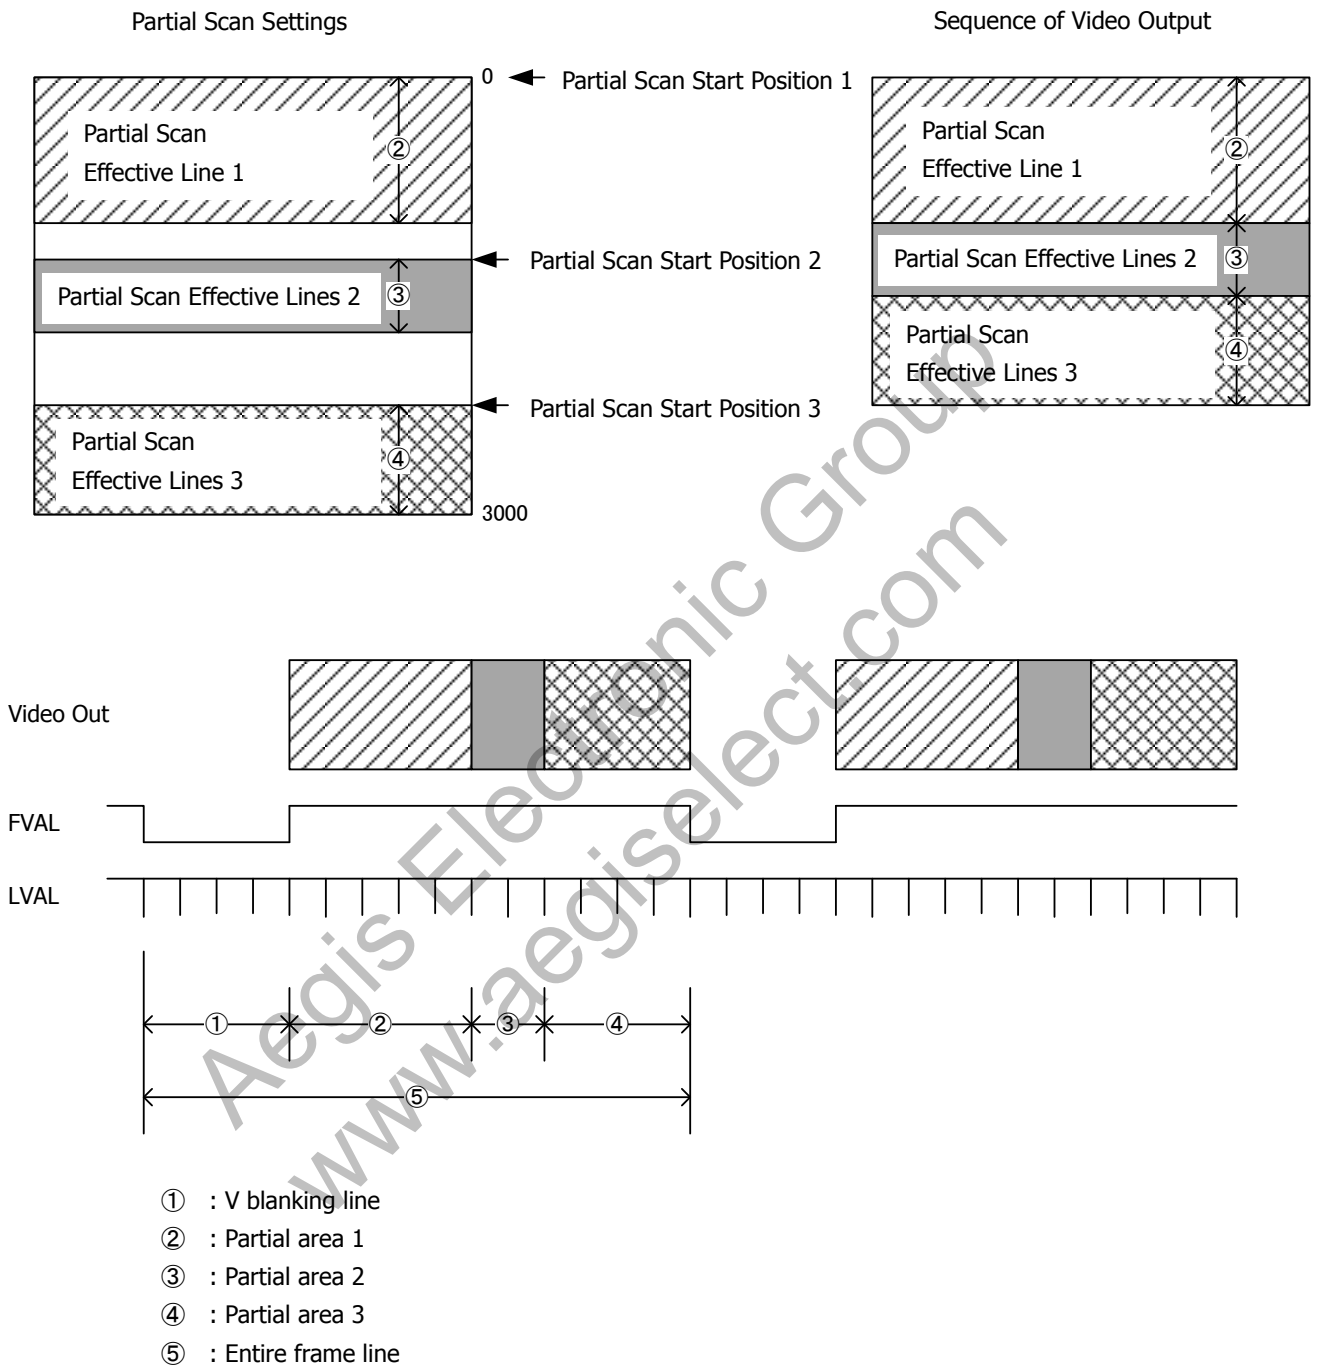 Partial Scan Settings
Sequence of Video Output
0
Partial Scan Start Position 1
Partial Scan
Effective Line 1
②
Partial Scan
Effective Line 1
②
Partial Scan Start Position 2
Partial Scan Effective Lines 2
③
Partial Scan Effective Lines 2
③
Partial Scan
Effective Lines 3
④
Partial Scan Start Position 3
Partial Scan
Effective Lines 3
④
3000
Video Out
FVAL
LVAL
① ② ③ ④
⑤
① : V blanking line
② : Partial area 1
③ : Partial area 2
④ : Partial area 3
⑤ : Entire frame line
Aegis Electronic Group
www.aegiselect.com